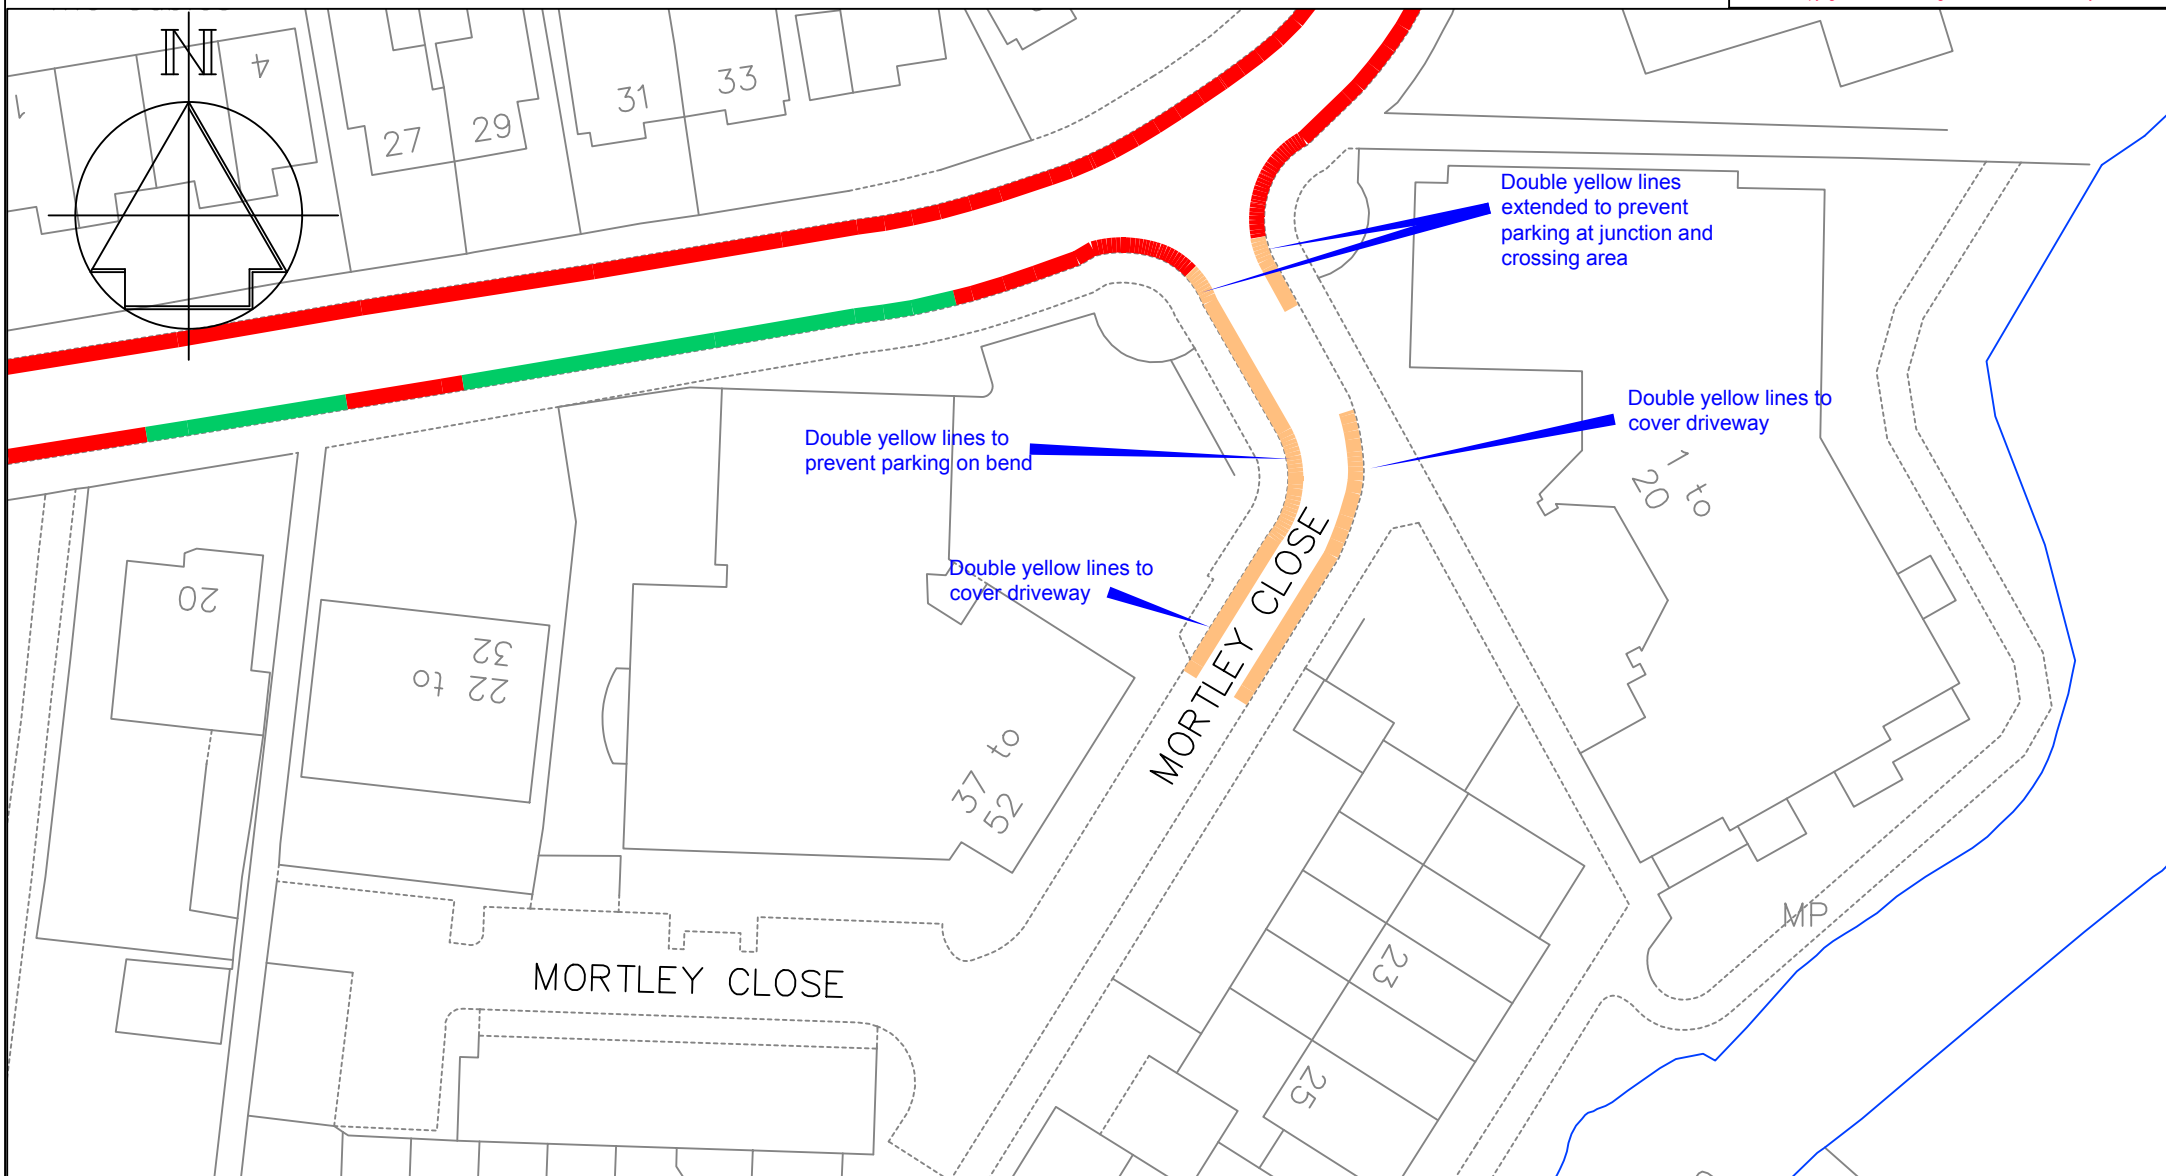 N
1
4
27
29
31
33
Double yellow lines
extended to prevent
parking at junction and
crossing area
Double yellow lines to
cover driveway
Double yellow lines to
prevent parking on bend
1 to
20
Double yellow lines to
cover driveway
MORTLEY CLOSE
20
22 to
32
37 to
52
MP
23
MORTLEY CLOSE
25